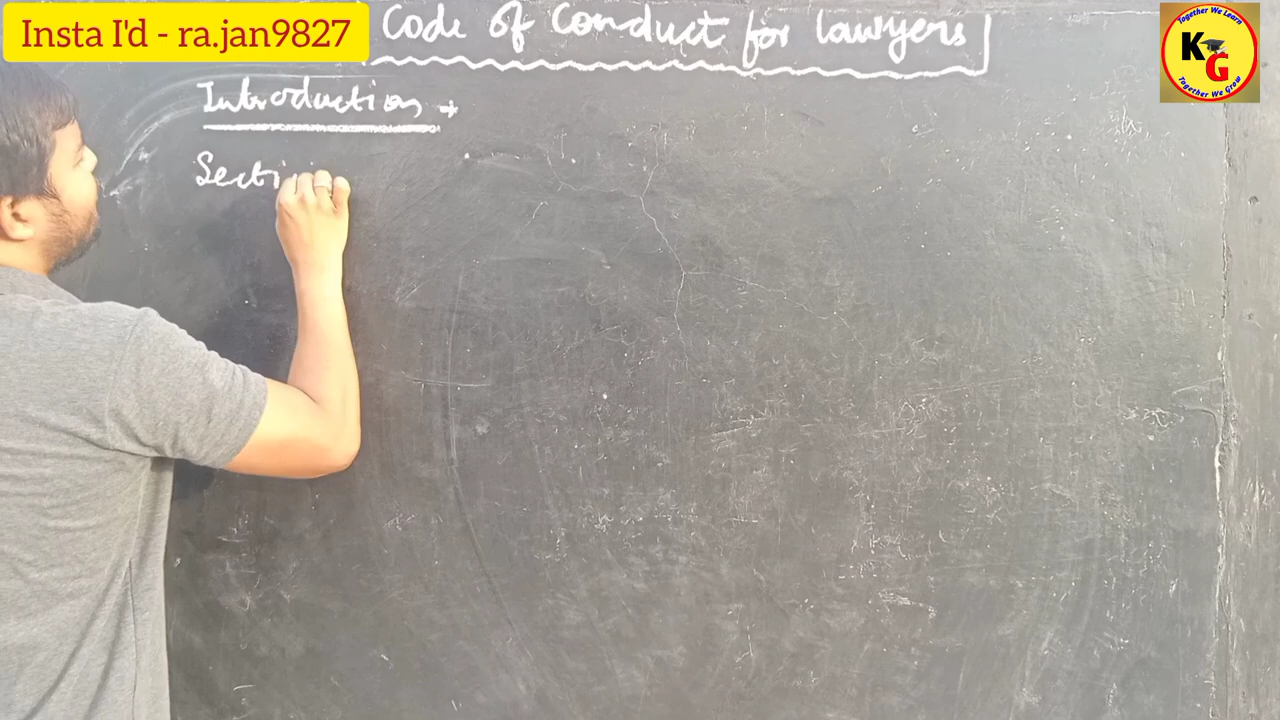 Insta I'd - ra.jan9827
Code of Conduct for lawyers
Introduction →
Secti
Together We Learn
KG
Together We Grow